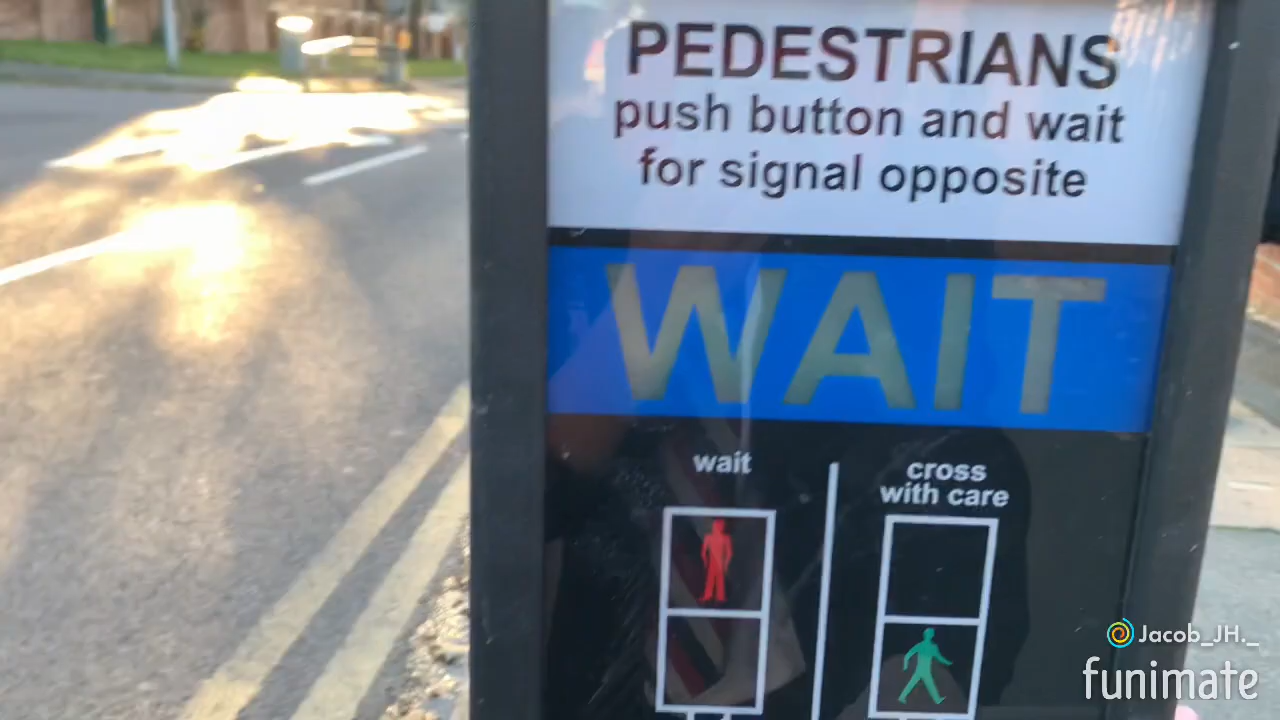 PEDESTRIANS
push button and wait
for signal opposite
WAIT
wait
cross
with care
Jacob_JH._
funimate